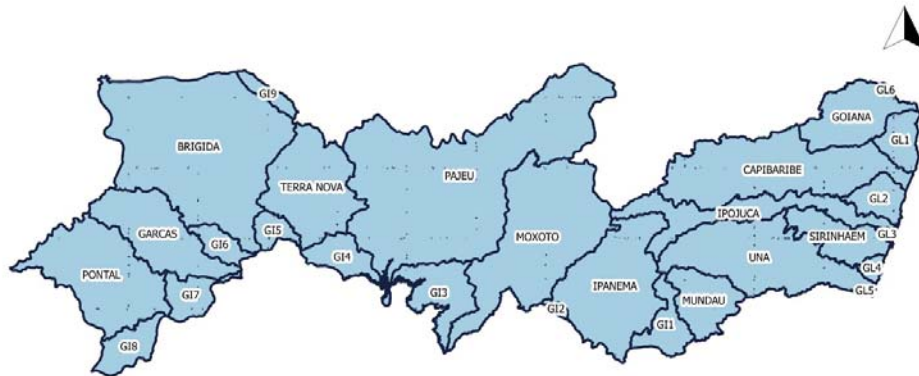 GI9
GL6
GOIANA
GL1
BRIGIDA
CAPIBARIBE
PAJEU
TERRA NOVA
GL2
IPOJUCA
GARCAS
GI5
GL3
SIRINHAEM
MOXOTO
GI6
GI4
UNA
GL4
PONTAL
IPANEMA
GI7
GI3
GL5
MUNDAU
GI2
GI1
GI8